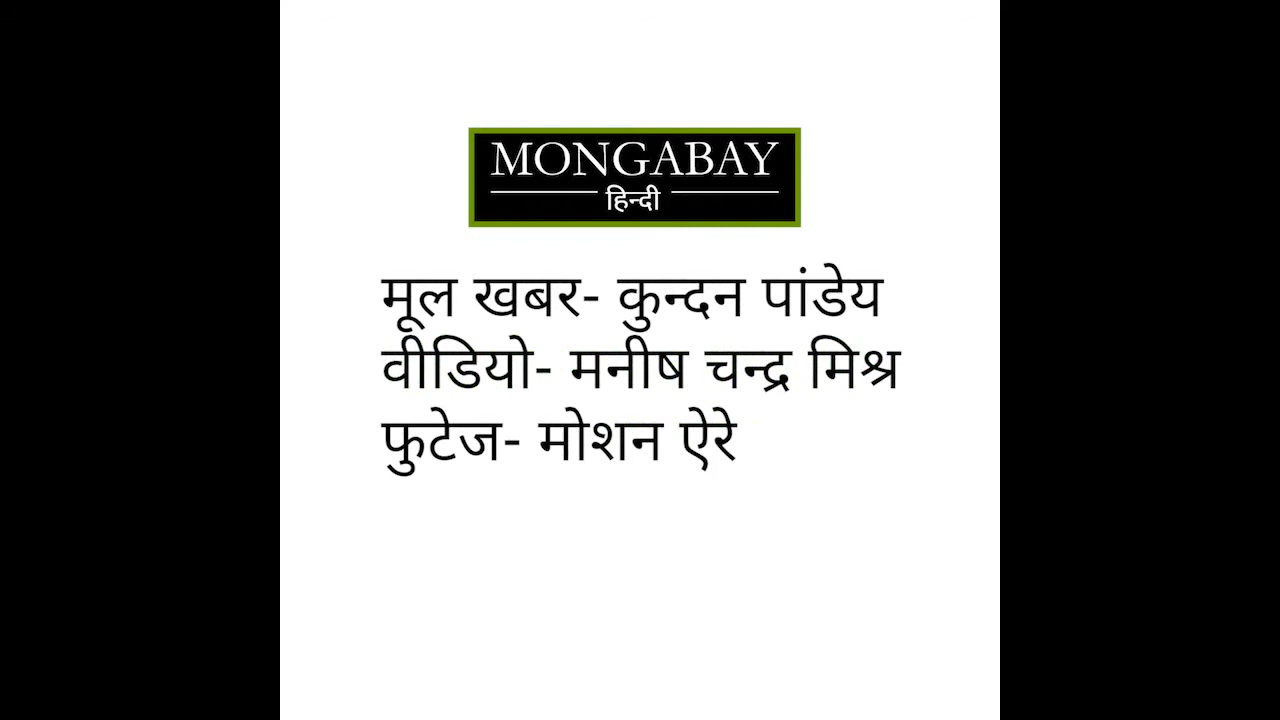 MONGABAY
हिन्दी
मूल खबर- कुन्दन पांडेय
वीडियो- मनीष चन्द्र मिश्र
फुटेज- मोशन ऐरे